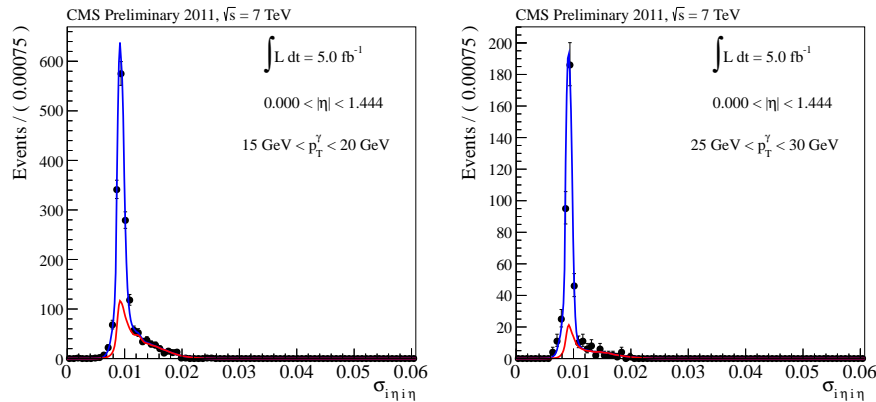 CMS Preliminary 2011, √s = 7 TeV
∫ L dt = 5.0 fb⁻¹
0.000 < |η| < 1.444
15 GeV < p_T^γ < 20 GeV
Events / ( 0.00075 )
600
500
400
300
200
100
0
0 0.01 0.02 0.03 0.04 0.05 0.06
σ_{iηiη}
CMS Preliminary 2011, √s = 7 TeV
∫ L dt = 5.0 fb⁻¹
0.000 < |η| < 1.444
25 GeV < p_T^γ < 30 GeV
Events / ( 0.00075 )
200
180
160
140
120
100
80
60
40
20
0
0 0.01 0.02 0.03 0.04 0.05 0.06
σ_{iηiη}